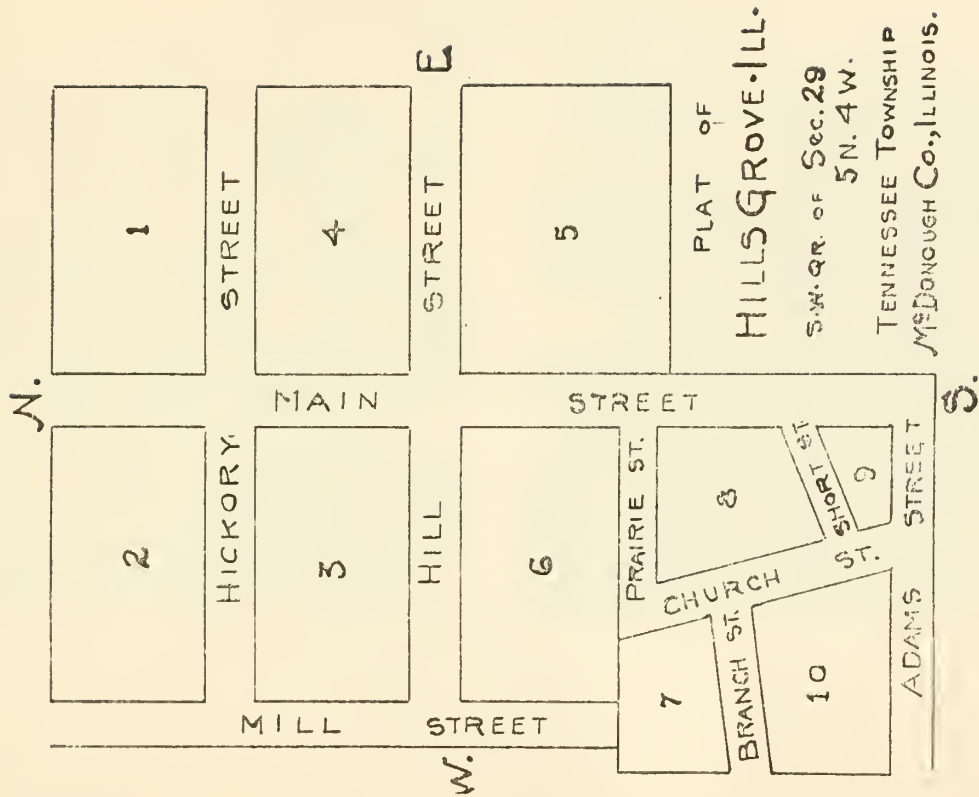 N.
1
2
HICKORY STREET
4
3
E
HILL STREET
W.
MAIN STREET
MILL STREET
5
6
PRAIRIE ST.
8
SHORT ST.
9
CHURCH ST.
7
BRANCH ST.
10
ADAMS STREET
S.
PLAT OF
HILLS GROVE·ILL.
S.W. QR. OF SEC. 29
5 N. 4 W.
TENNESSEE TOWNSHIP
McDONOUGH CO., ILLINOIS.